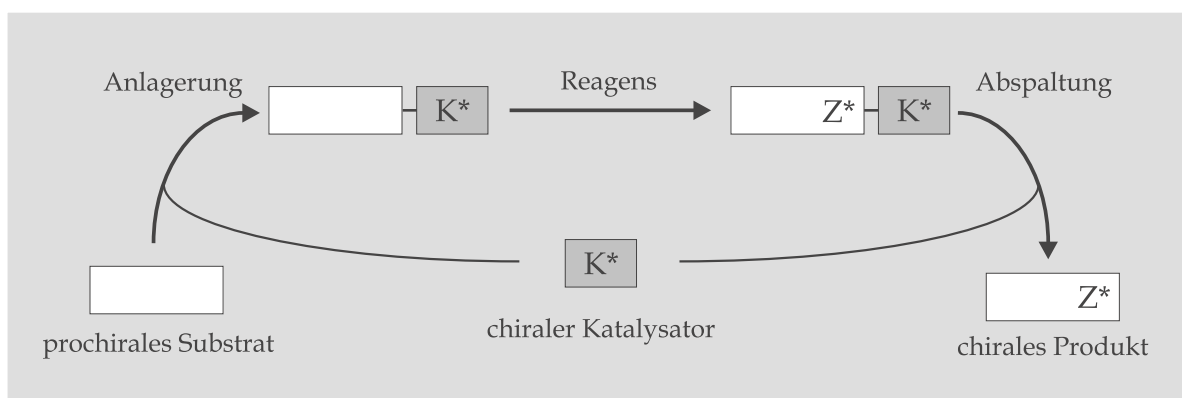 Anlagerung
Reagens
Abspaltung
K*
Z*
K*
K*
Z*
prochirales Substrat
chiraler Katalysator
chirales Produkt